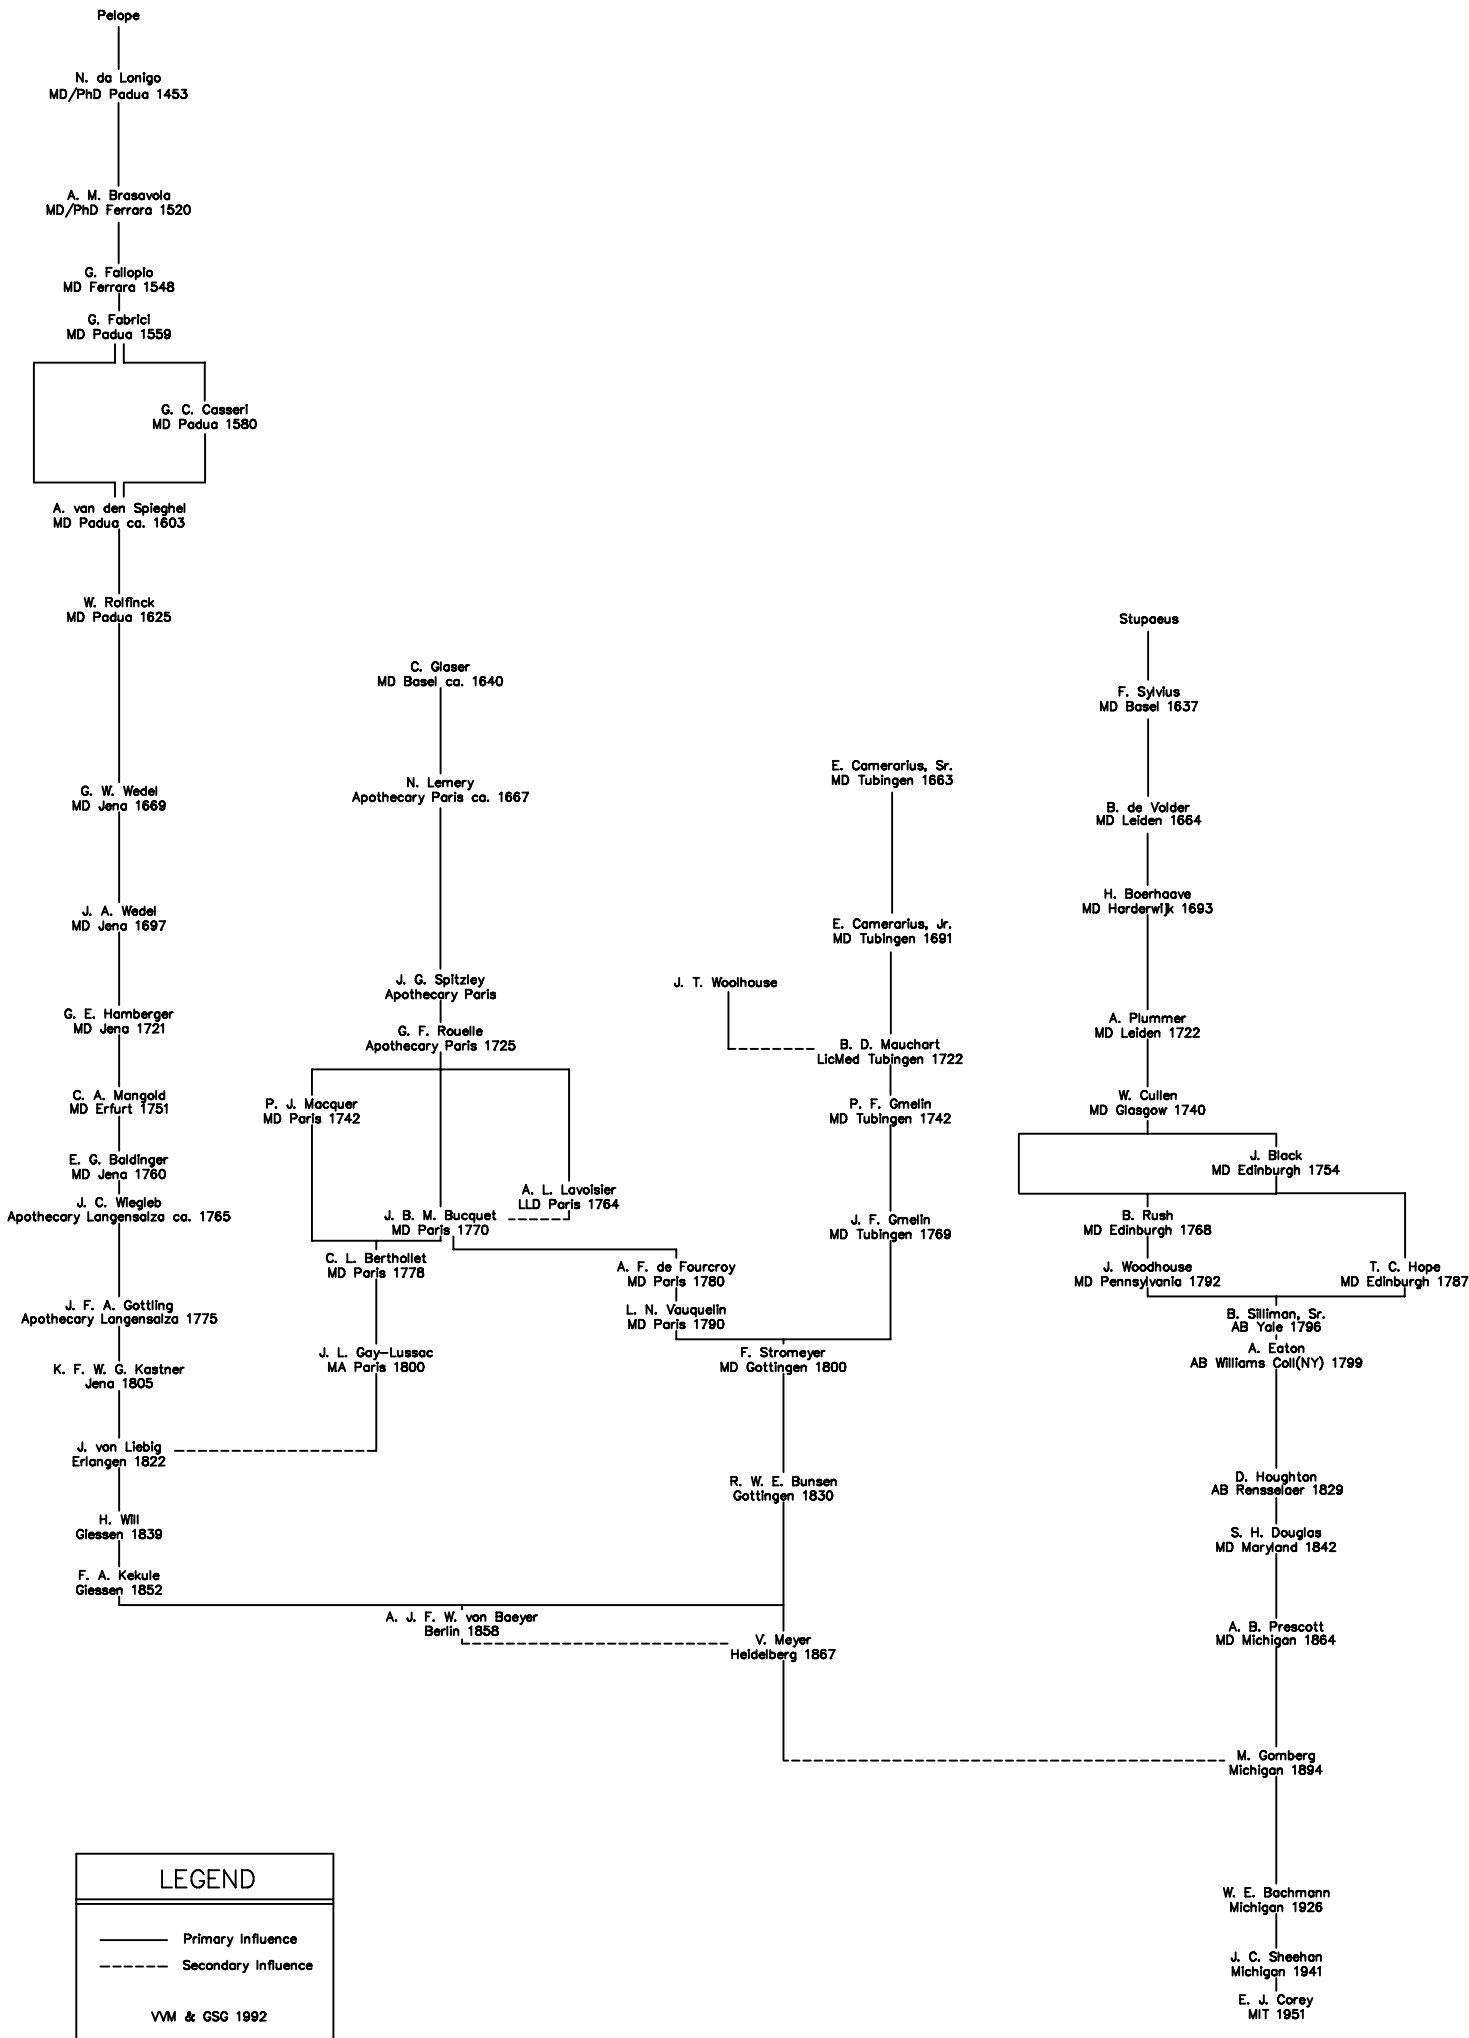 Pelope
N. da Lonigo
MD/PhD Padua 1453
A. M. Brasavola
MD/PhD Ferrara 1520
G. Fallopio
MD Ferrara 1548
G. Fabrici
MD Padua 1559
G. C. Casseri
MD Padua 1580
A. van den Spieghel
MD Padua ca. 1603
W. Rolfinck
MD Padua 1625
G. W. Wedel
MD Jena 1669
J. A. Wedel
MD Jena 1697
G. E. Hamberger
MD Jena 1721
C. A. Mangold
MD Erfurt 1751
E. G. Baldinger
MD Jena 1760
J. C. Wiegleb
Apothecary Langensalza ca. 1765
J. F. A. Gottling
Apothecary Langensalza 1775
K. F. W. G. Kastner
Jena 1805
J. von Liebig
Erlangen 1822
H. Will
Giessen 1839
F. A. Kekule
Giessen 1852
C. Glaser
MD Basel ca. 1640
N. Lemery
Apothecary Paris ca. 1667
J. G. Spitzley
Apothecary Paris
G. F. Rouelle
Apothecary Paris 1725
P. J. Macquer
MD Paris 1742
A. L. Lavoisier
LLD Paris 1764
J. B. M. Bucquet
MD Paris 1770
C. L. Berthollet
MD Paris 1778
J. L. Gay-Lussac
MA Paris 1800
A. F. de Fourcroy
MD Paris 1780
L. N. Vauquelin
MD Paris 1790
E. Camerarius, Sr.
MD Tubingen 1663
E. Camerarius, Jr.
MD Tubingen 1691
J. T. Woolhouse
B. D. Mauchart
LicMed Tubingen 1722
P. F. Gmelin
MD Tubingen 1742
J. F. Gmelin
MD Tubingen 1769
F. Stromeyer
MD Gottingen 1800
R. W. E. Bunsen
Gottingen 1830
A. J. F. W. von Baeyer
Berlin 1858
V. Meyer
Heidelberg 1867
Stupaeus
F. Sylvius
MD Basel 1637
B. de Volder
MD Leiden 1664
H. Boerhaave
MD Harderwijk 1693
A. Plummer
MD Leiden 1722
W. Cullen
MD Glasgow 1740
J. Black
MD Edinburgh 1754
B. Rush
MD Edinburgh 1768
J. Woodhouse
MD Pennsylvania 1792
T. C. Hope
MD Edinburgh 1787
B. Silliman, Sr.
AB Yale 1796
A. Eaton
AB Williams Coll(NY) 1799
D. Houghton
AB Rensselaer 1829
S. H. Douglas
MD Maryland 1842
A. B. Prescott
MD Michigan 1864
M. Gomberg
Michigan 1894
W. E. Bachmann
Michigan 1926
J. C. Sheehan
Michigan 1941
E. J. Corey
MIT 1951
LEGEND
Primary Influence
Secondary Influence
VVM & GSG 1992